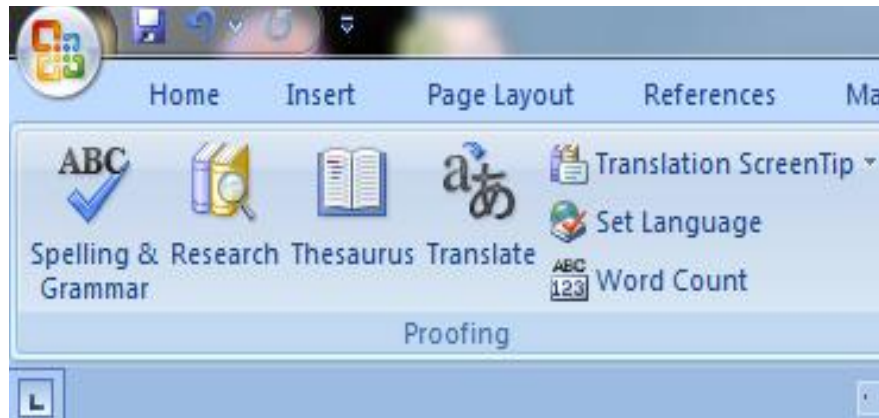 Home Insert Page Layout References Ma
ABC
Spelling & Grammar
Research
Thesaurus
aあ
Translate
Translation ScreenTip
Set Language
ABC
123
Word Count
Proofing
L